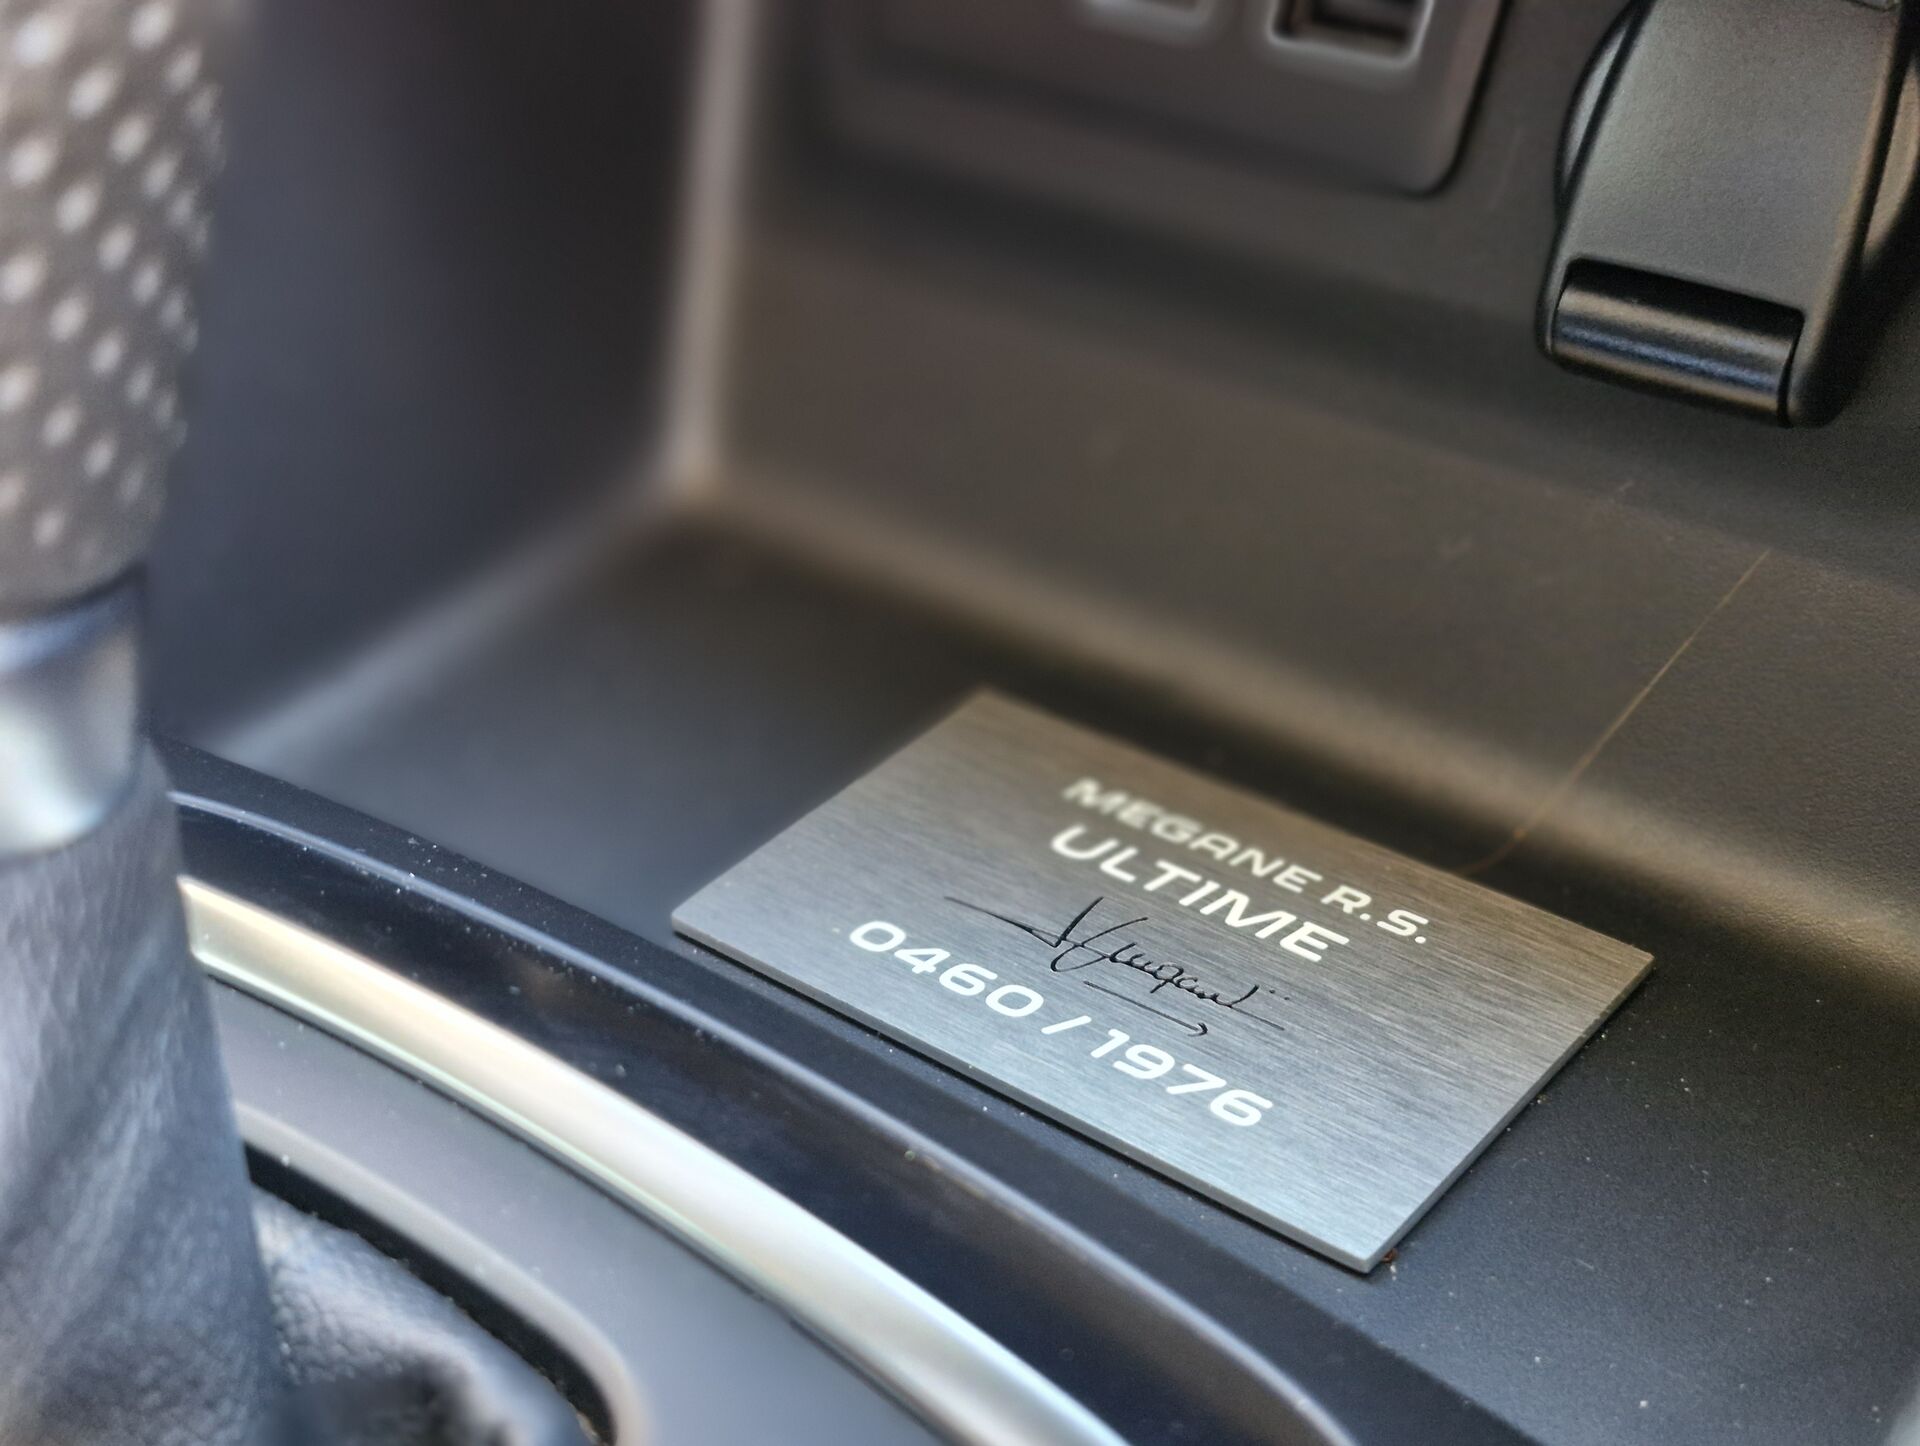 MEGANE R.S.
ULTIME
0460 / 1976